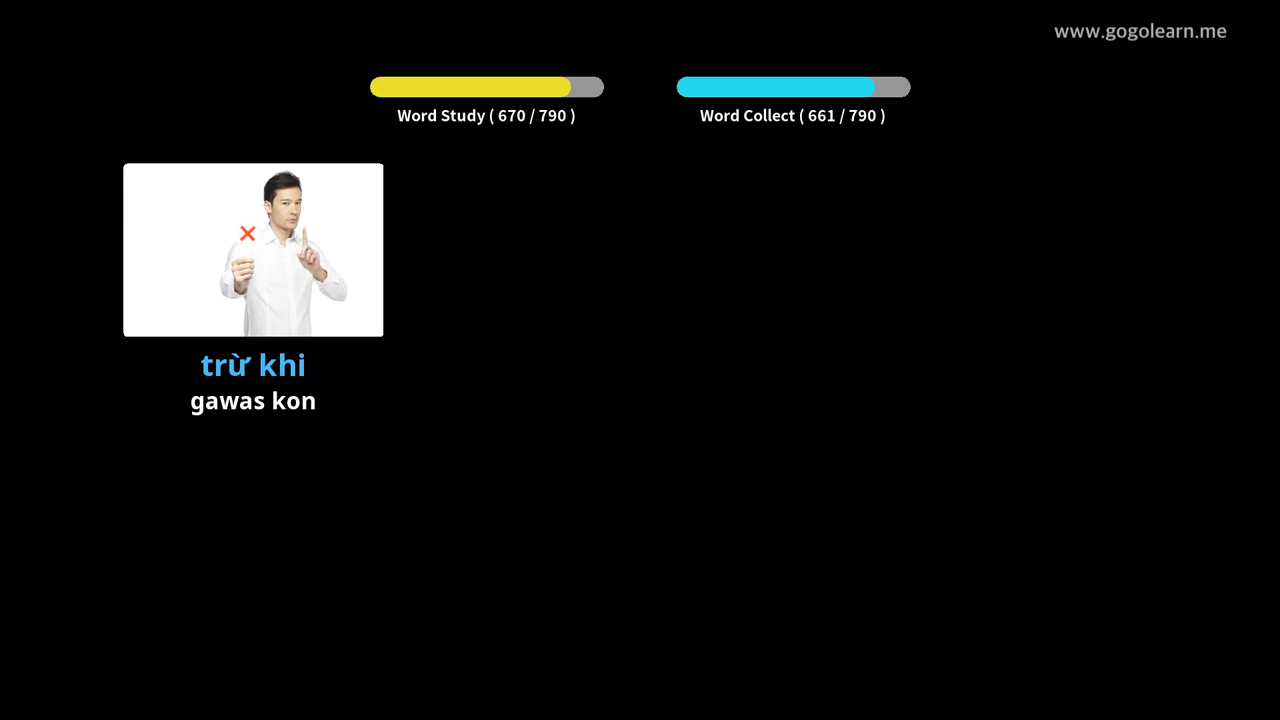 www.gogolearn.me
Word Study ( 670 / 790 )
Word Collect ( 661 / 790 )
trừ khi
gawas kon